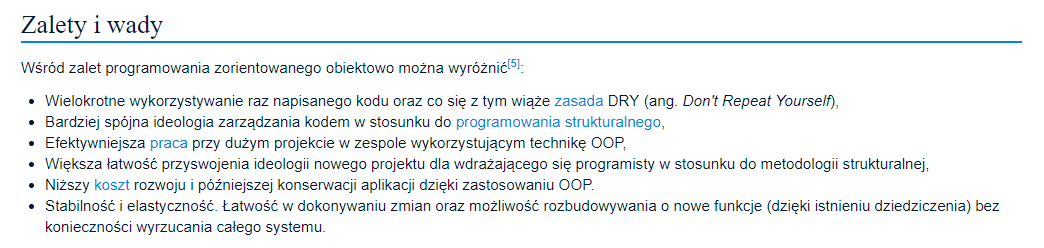 Zalety i wady
Wśród zalet programowania zorientowanego obiektowo można wyróżnić[5]:
• Wielokrotne wykorzystywanie raz napisanego kodu oraz co się z tym wiąże zasada DRY (ang. Don't Repeat Yourself),
• Bardziej spójna ideologia zarządzania kodem w stosunku do programowania strukturalnego,
• Efektywniejsza praca przy dużym projekcie w zespole wykorzystującym technikę OOP,
• Większa łatwość przyswojenia ideologii nowego projektu dla wdrażającego się programisty w stosunku do metodologii strukturalnej,
• Niższy koszt rozwoju i późniejszej konserwacji aplikacji dzięki zastosowaniu OOP.
• Stabilność i elastyczność. Łatwość w dokonywaniu zmian oraz możliwość rozbudowywania o nowe funkcje (dzięki istnieniu dziedziczenia) bez
konieczności wyrzucania całego systemu.